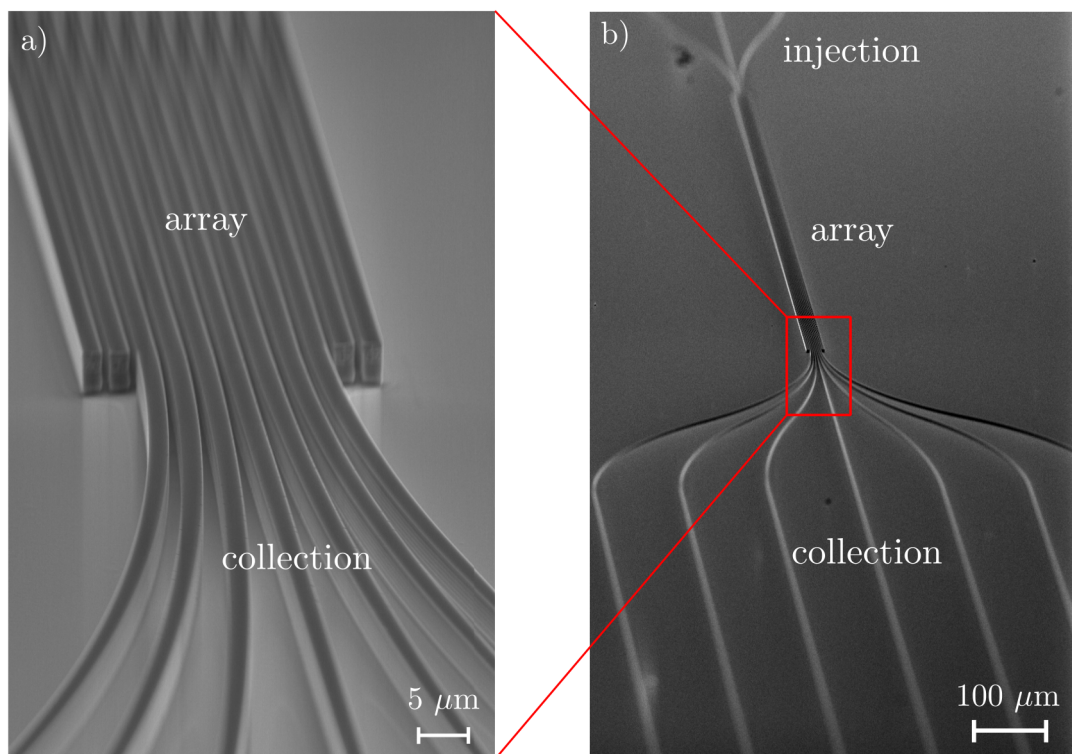 a)
array
collection
5 μm
b)
injection
array
collection
100 μm